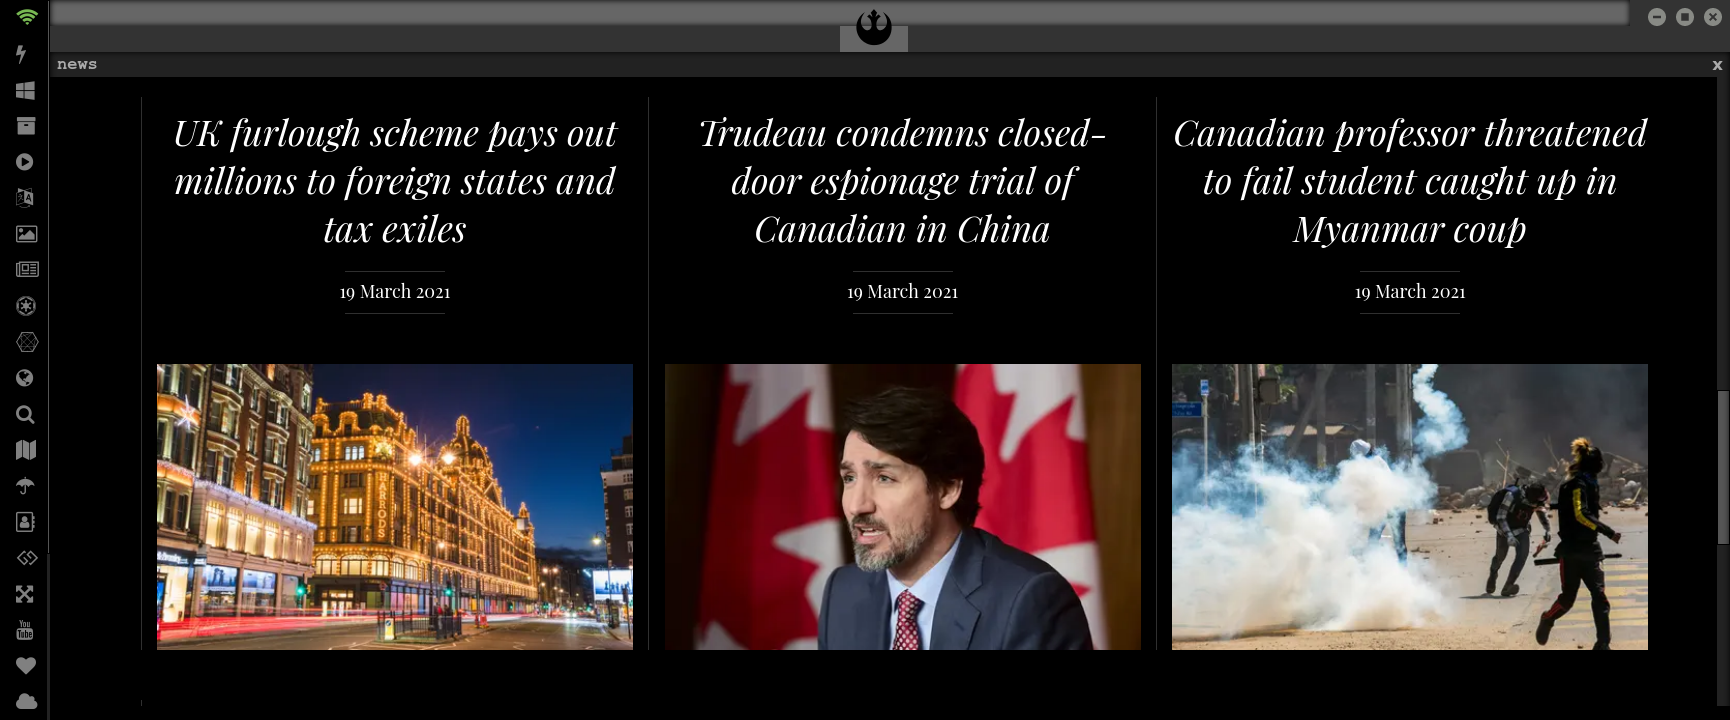 news
x
UK furlough scheme pays out
millions to foreign states and
tax exiles
19 March 2021
Trudeau condemns closed-
door espionage trial of
Canadian in China
19 March 2021
Canadian professor threatened
to fail student caught up in
Myanmar coup
19 March 2021
HARRODS
You
Tube